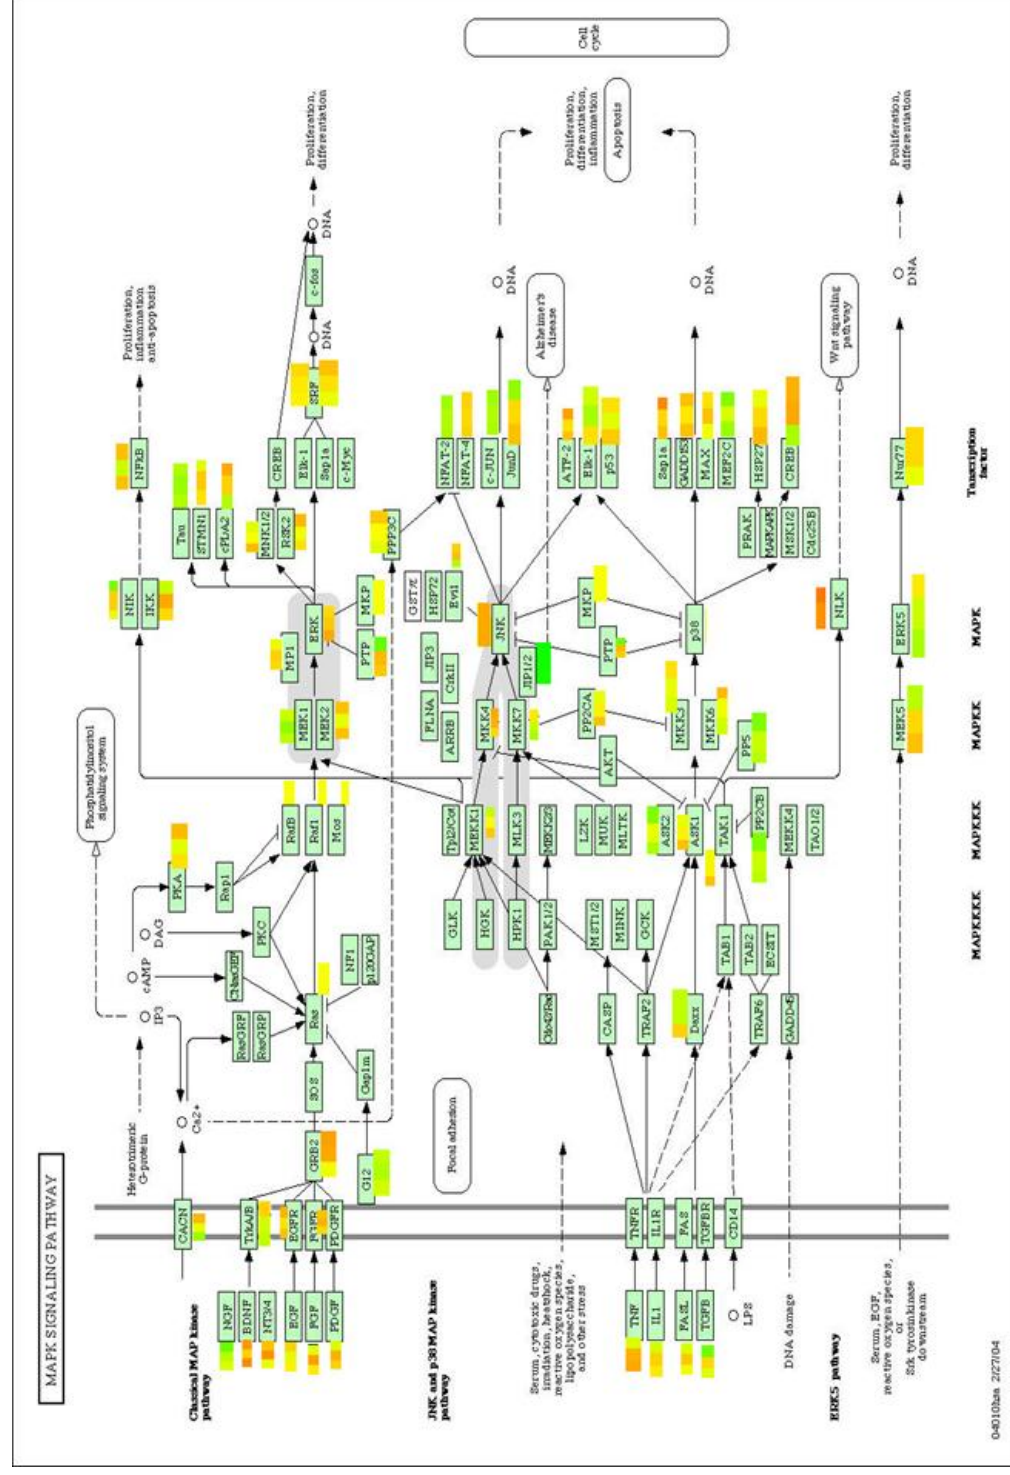 MAPK SIGNALING PATHWAY
Classical MAP kinase
pathway
Heterotrimeric
G-protein
Phosphatidylinositol
signaling system
IP3
cAMP
DAG
Ca2+
CACN
NGF
BDNF
NT3/4
TrkA/B
EGF
FGF
PDGF
EGFR
FGFR
PDGFR
GRB2
SOS
G12
Gap1m
RasGRF
RasGRP
CNasGEF
PKC
Ras
NF1
p120GAP
PKA
Rap1
RafB
Raf1
Mos
MEK1
MEK2
MP1
ERK
PTP
MKP
NIK
IKK
NFkB
Proliferation,
inflammation
anti-apoptosis
Tau
STMN1
cPLA2
MNK1/2
RSK2
CREB
Elk-1
Sap1a
c-Myc
SRF
DNA
c-fos
DNA
Proliferation,
differentiation
PPP3C
JNK and p38 MAP kinase
pathway
Focal adhesion
Serum, cytotoxic drugs,
irradiation, heatshock,
reactive oxygen species,
lipopolysaccharide,
and other stress
TNF
IL1
FASL
TGFB
LPS
TNFR
IL1R
FAS
TGFBR
CD14
DNA damage
Cdc42/Rac
CASP
TRAF2
Daxx
TRAF6
GADD45
GLK
HGK
HPK1
PAK1/2
MST1/2
MINK
GCK
TAB1
TAB2
ECSIT
Tpl2/Cot
MEKK1
MLK3
MEKK2/3
LZK
MUK
MLTK
ASK2
ASK1
TAK1
PP2CB
MEKK4
TAO1/2
FLNA
ARRB
JIP3
CrkII
MKK4
MKK7
JIP1/2
PP2CA
AKT
MKK3
MKK6
PP5
GSTπ
HSP72
Evi1
JNK
MKP
PTP
p38
NLK
NFAT-2
NFAT-4
c-JUN
JunD
ATF-2
Elk-1
p53
Sap1a
GADD153
MAX
MEF2C
HSP27
CREB
PRAK
MAPKAPK
MSK1/2
Cdc25B
DNA
DNA
Alzheimer's
disease
Wnt signaling
pathway
Proliferation,
differentiation,
inflammation
Apoptosis
Cell
cycle
ERK5 pathway
Serum, EGF,
reactive oxygen species,
or
Srk tyrosinkinase
downstream
MEK5
ERK5
Nur77
DNA
Proliferation,
differentiation
MAPKKKK
MAPKKK
MAPKK
MAPK
Transcription
factor
04010hsa 2/27/04